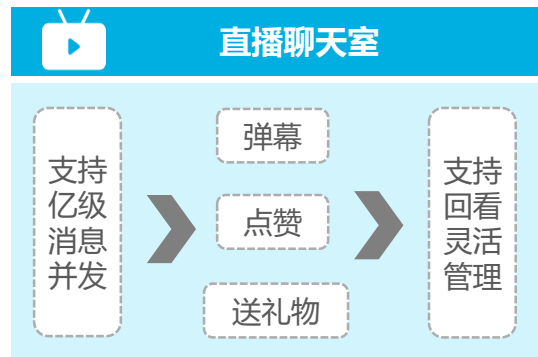 直播聊天室
支持
亿级
消息
并发
弹幕
点赞
送礼物
支持
回看
灵活
管理